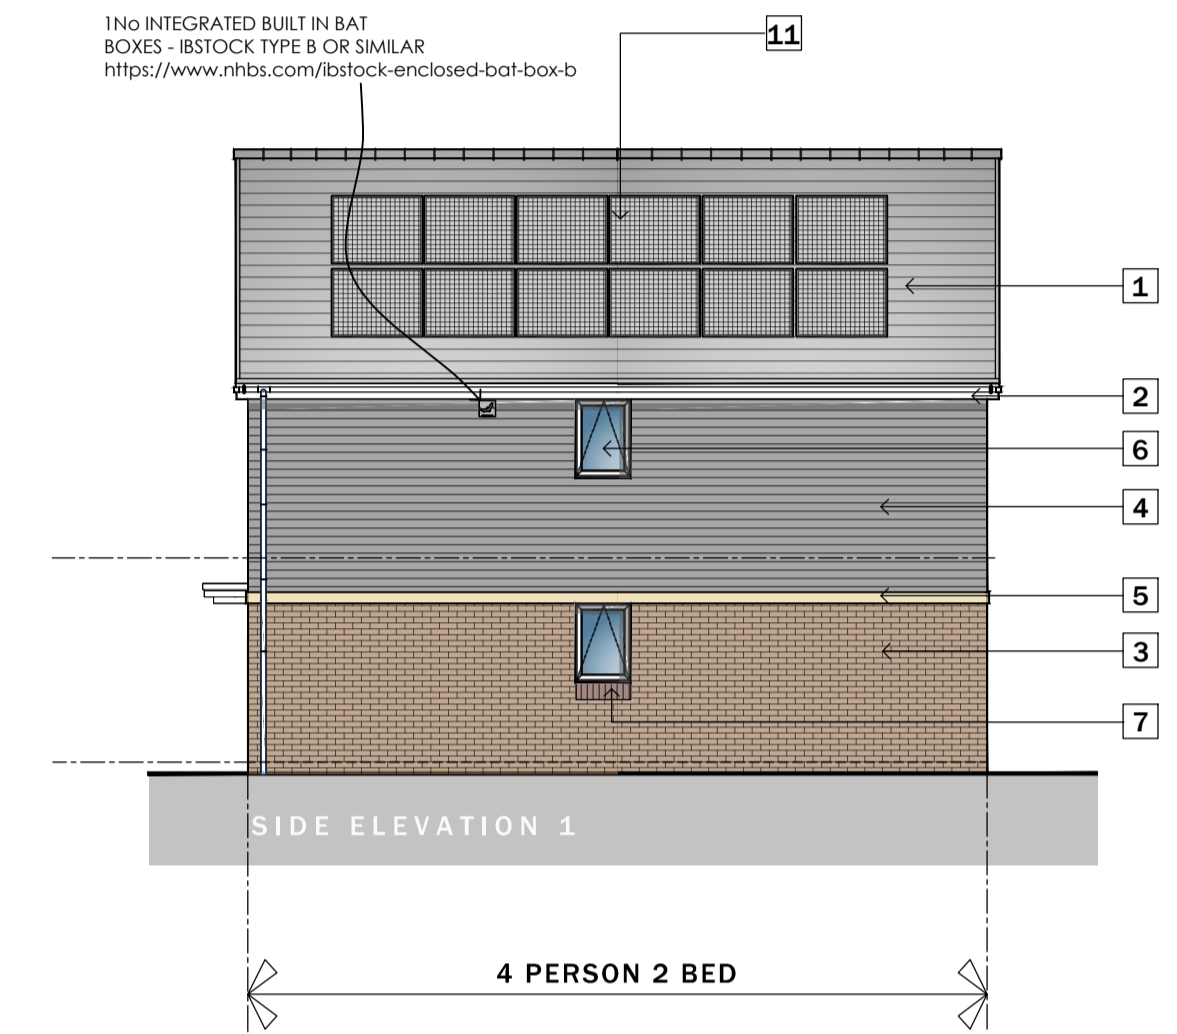 1No INTEGRATED BUILT IN BAT
BOXES - IBSTOCK TYPE B OR SIMILAR
https://www.nhbs.com/ibstock-enclosed-bat-box-b
11
1
2
6
4
5
3
7
SIDE ELEVATION 1
4 PERSON 2 BED